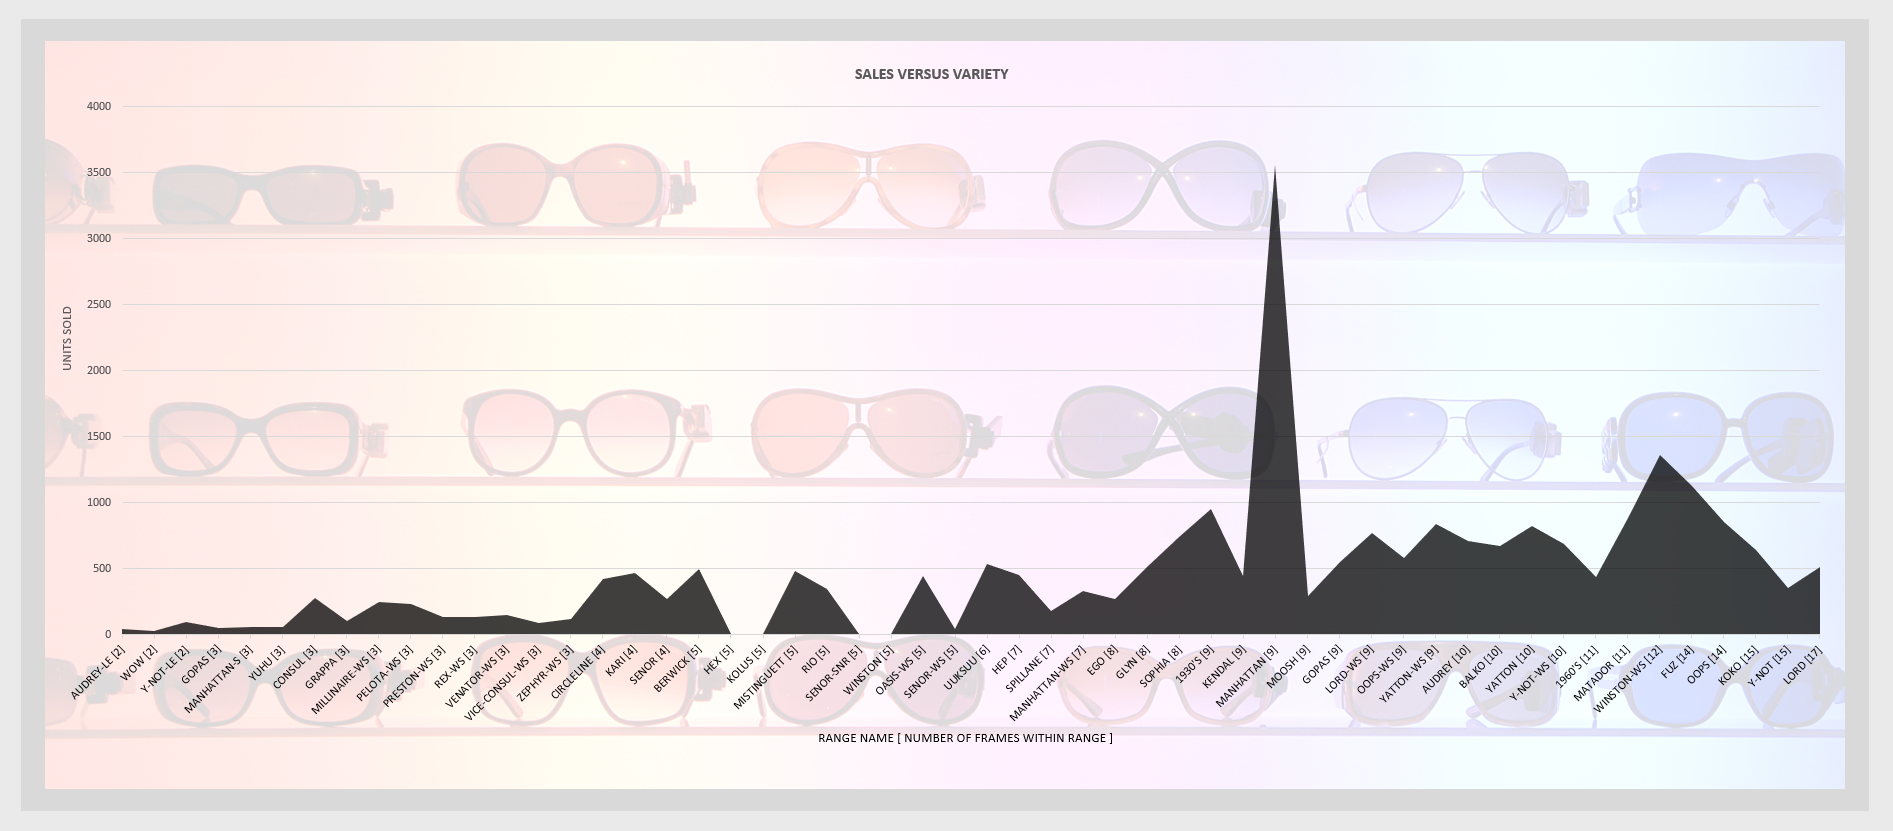 SALES VERSUS VARIETY
4000
3500
3000
2500
2000
1500
1000
500
0
UNITS SOLD
AUDREY-LE [2]
WOW [2]
Y-NOT-LE [2]
GOPAS [3]
MANHATTAN-S [3]
YUHU [3]
CONSUL [3]
GRAPPA [3]
MILLINAIRE-WS [3]
PELOTA-WS [3]
PRESTON-WS [3]
REX-WS [3]
VENATOR-WS [3]
VICE-CONSUL-WS [3]
ZEPHYR-WS [3]
CIRCLELINE [4]
KARI [4]
SENOR [4]
BERWICK [5]
HEX [5]
KOLUS [5]
MISTINGUETT [5]
RIO [5]
SENOR-SNR [5]
WINSTON [5]
OASIS-WS [5]
SENOR-WS [5]
UUKSUU [6]
HEP [7]
SPILLANE [7]
MANHATTAN-WS [7]
EGO [8]
GLYN [8]
SOPHIA [8]
1930'S [9]
KENDAL [9]
MANHATTAN [9]
MOOSH [9]
GOPAS [9]
LORD-WS [9]
OOPS-WS [9]
YATTON-WS [9]
AUDREY [10]
BALKO [10]
YATTON [10]
Y-NOT-WS [10]
1960'S [11]
MATADOR [11]
WINSTON-WS [12]
FUZ [14]
OOPS [14]
KOKO [15]
Y-NOT [15]
LORD [17]
RANGE NAME [ NUMBER OF FRAMES WITHIN RANGE ]